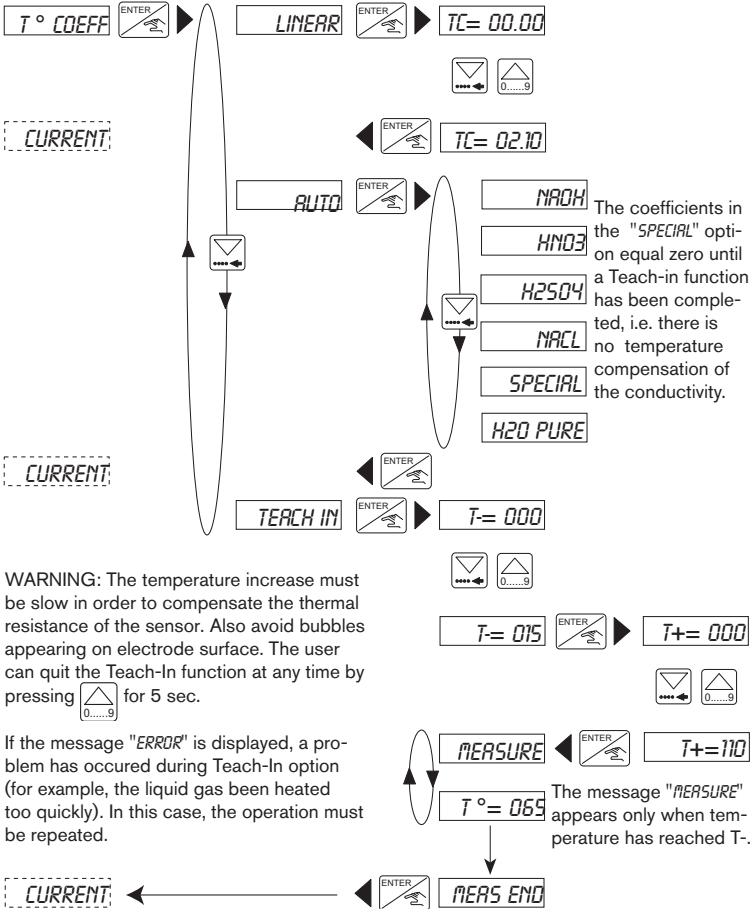 T° COEFF ENTER LINEAR ENTER TC= 00.00
0......9
CURRENT ENTER TC= 02.10
AUTO ENTER
NAOH
HNO3
H2SO4
NACL
SPECIAL
H2O PURE
The coefficients in
the "SPECIAL" opti-
on equal zero until
a Teach-in function
has been comple-
ted, i.e. there is
no temperature
compensation of
the conductivity.
CURRENT ENTER
TEACH IN ENTER T-= 000
0......9
WARNING: The temperature increase must
be slow in order to compensate the thermal
resistance of the sensor. Also avoid bubbles
appearing on electrode surface. The user
can quit the Teach-In function at any time by
pressing 0......9 for 5 sec.
T-= 015 ENTER T+= 000
0......9
If the message "ERROR" is displayed, a pro-
blem has occured during Teach-In option
(for example, the liquid gas been heated
too quickly). In this case, the operation must
be repeated.
MEASURE ENTER T+=110
T°= 065
The message "MEASURE"
appears only when tem-
perature has reached T-.
CURRENT ENTER MEAS END